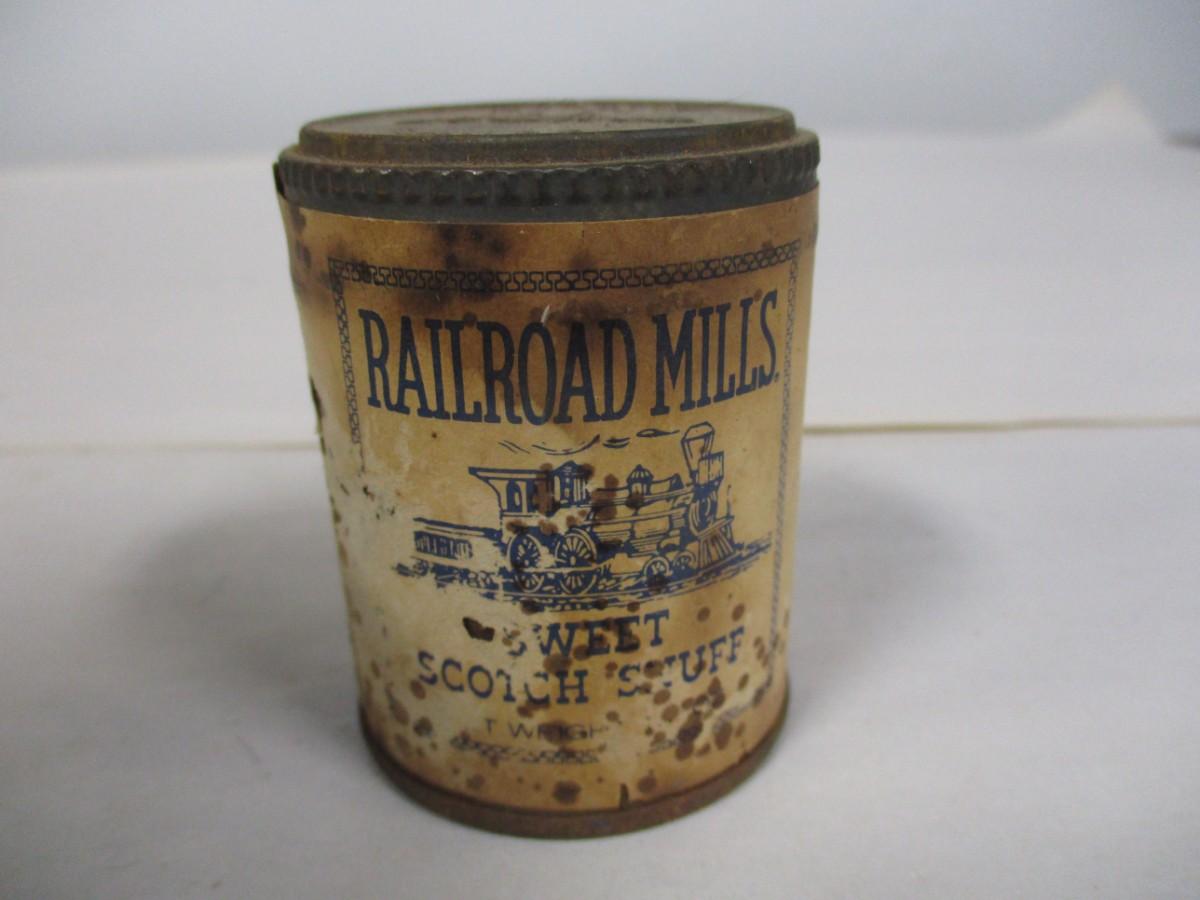 RAILROAD MILLS.
SWEET
SCOTCH SNUFF